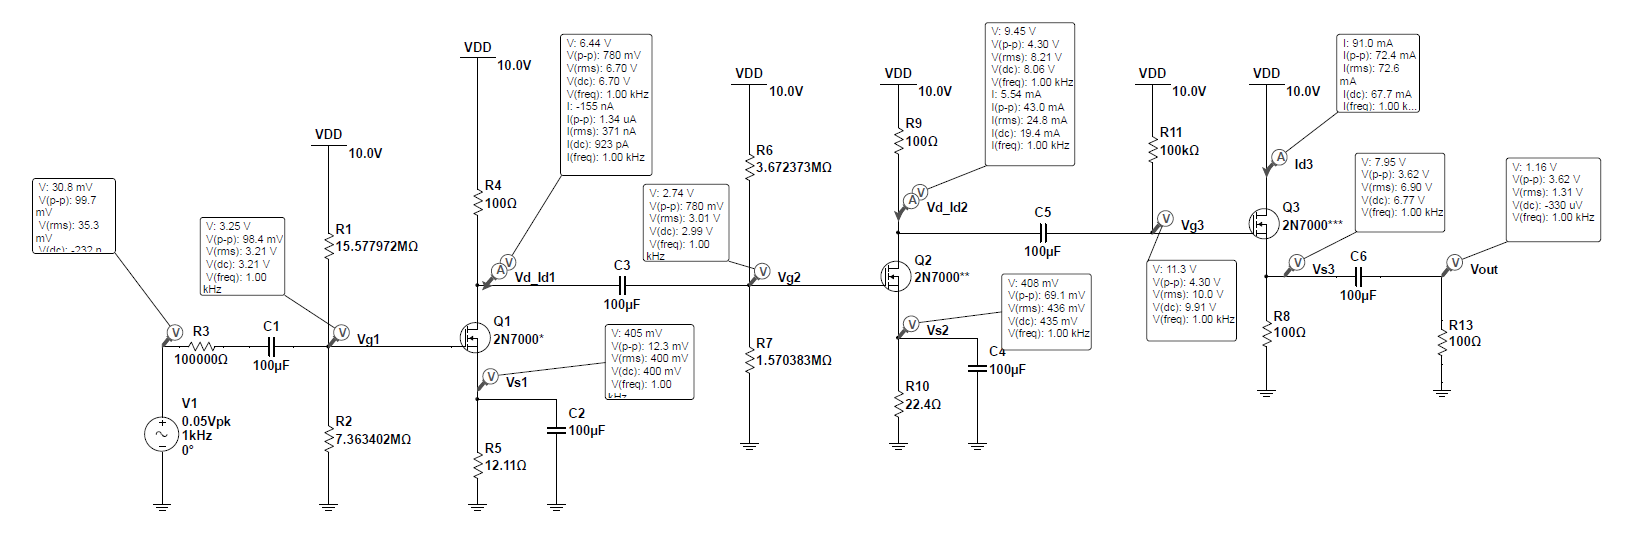 VDD
10.0V
V: 6.44 V
V(p-p): 780 mV
V(rms): 6.70 V
V(dc): 6.70 V
V(freq): 1.00 kHz
I: -155 nA
I(p-p): 1.34 uA
I(rms): 371 nA
I(dc): 923 pA
I(freq): 1.00 kHz
VDD
10.0V
VDD
10.0V
V: 9.45 V
V(p-p): 4.30 V
V(rms): 8.21 V
V(dc): 8.06 V
V(freq): 1.00 kHz
I: 5.54 mA
I(p-p): 43.0 mA
I(rms): 24.8 mA
I(dc): 19.4 mA
I(freq): 1.00 kHz
VDD
10.0V
VDD
10.0V
I: 91.0 mA
I(p-p): 72.4 mA
I(rms): 72.6
mA
I(dc): 67.7 mA
I(freq): 1.00 k...
VDD
10.0V
V: 30.8 mV
V(p-p): 99.7
mV
V(rms): 35.3
mV
V(dc): -232 n
V: 3.25 V
V(p-p): 98.4 mV
V(rms): 3.21 V
V(dc): 3.21 V
V(freq): 1.00
kHz
R1
15.577972MΩ
R4
100Ω
R6
3.672373MΩ
V: 2.74 V
V(p-p): 780 mV
V(rms): 3.01 V
V(dc): 2.99 V
V(freq): 1.00
kHz
R9
100Ω
R11
100kΩ
A
Id3
V: 7.95 V
V(p-p): 3.62 V
V(rms): 6.90 V
V(dc): 6.77 V
V(freq): 1.00 kHz
V: 1.16 V
V(p-p): 3.62 V
V(rms): 1.31 V
V(dc): -330 uV
V(freq): 1.00 kHz
A
V
Vd_Id1
C3
100µF
V
Vg2
A
V
Vd_Id2
C5
100µF
V
Vg3
Q3
2N7000***
V
R3
100000Ω
C1
100µF
V
Vg1
Q1
2N7000*
V: 405 mV
V(p-p): 12.3 mV
V(rms): 400 mV
V(dc): 400 mV
V(freq): 1.00
kHz
Q2
2N7000**
V: 408 mV
V(p-p): 69.1 mV
V(rms): 436 mV
V(dc): 435 mV
V(freq): 1.00 kHz
V: 11.3 V
V(p-p): 4.30 V
V(rms): 10.0 V
V(dc): 9.91 V
V(freq): 1.00 kHz
V
Vs3
C6
100µF
V
Vout
V
Vs1
R7
1.570383MΩ
V
Vs2
C4
100µF
R8
100Ω
R13
100Ω
V1
0.05Vpk
1kHz
0°
R2
7.363402MΩ
R5
12.11Ω
C2
100µF
R10
22.4Ω